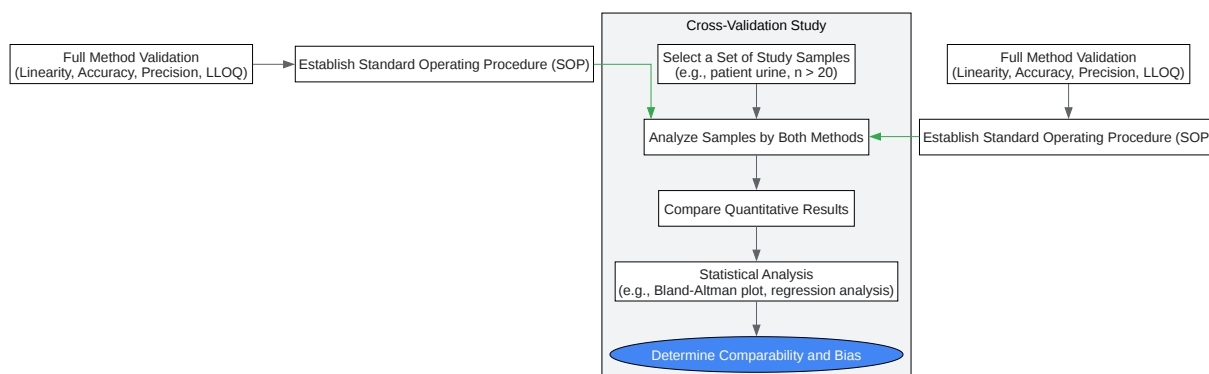 Cross-Validation Study
Full Method Validation
(Linearity, Accuracy, Precision, LLOQ)
Establish Standard Operating Procedure (SOP)
Select a Set of Study Samples
(e.g., patient urine, n > 20)
Full Method Validation
(Linearity, Accuracy, Precision, LLOQ)
Analyze Samples by Both Methods
Establish Standard Operating Procedure (SOP
Compare Quantitative Results
Statistical Analysis
(e.g., Bland-Altman plot, regression analysis)
Determine Comparability and Bias